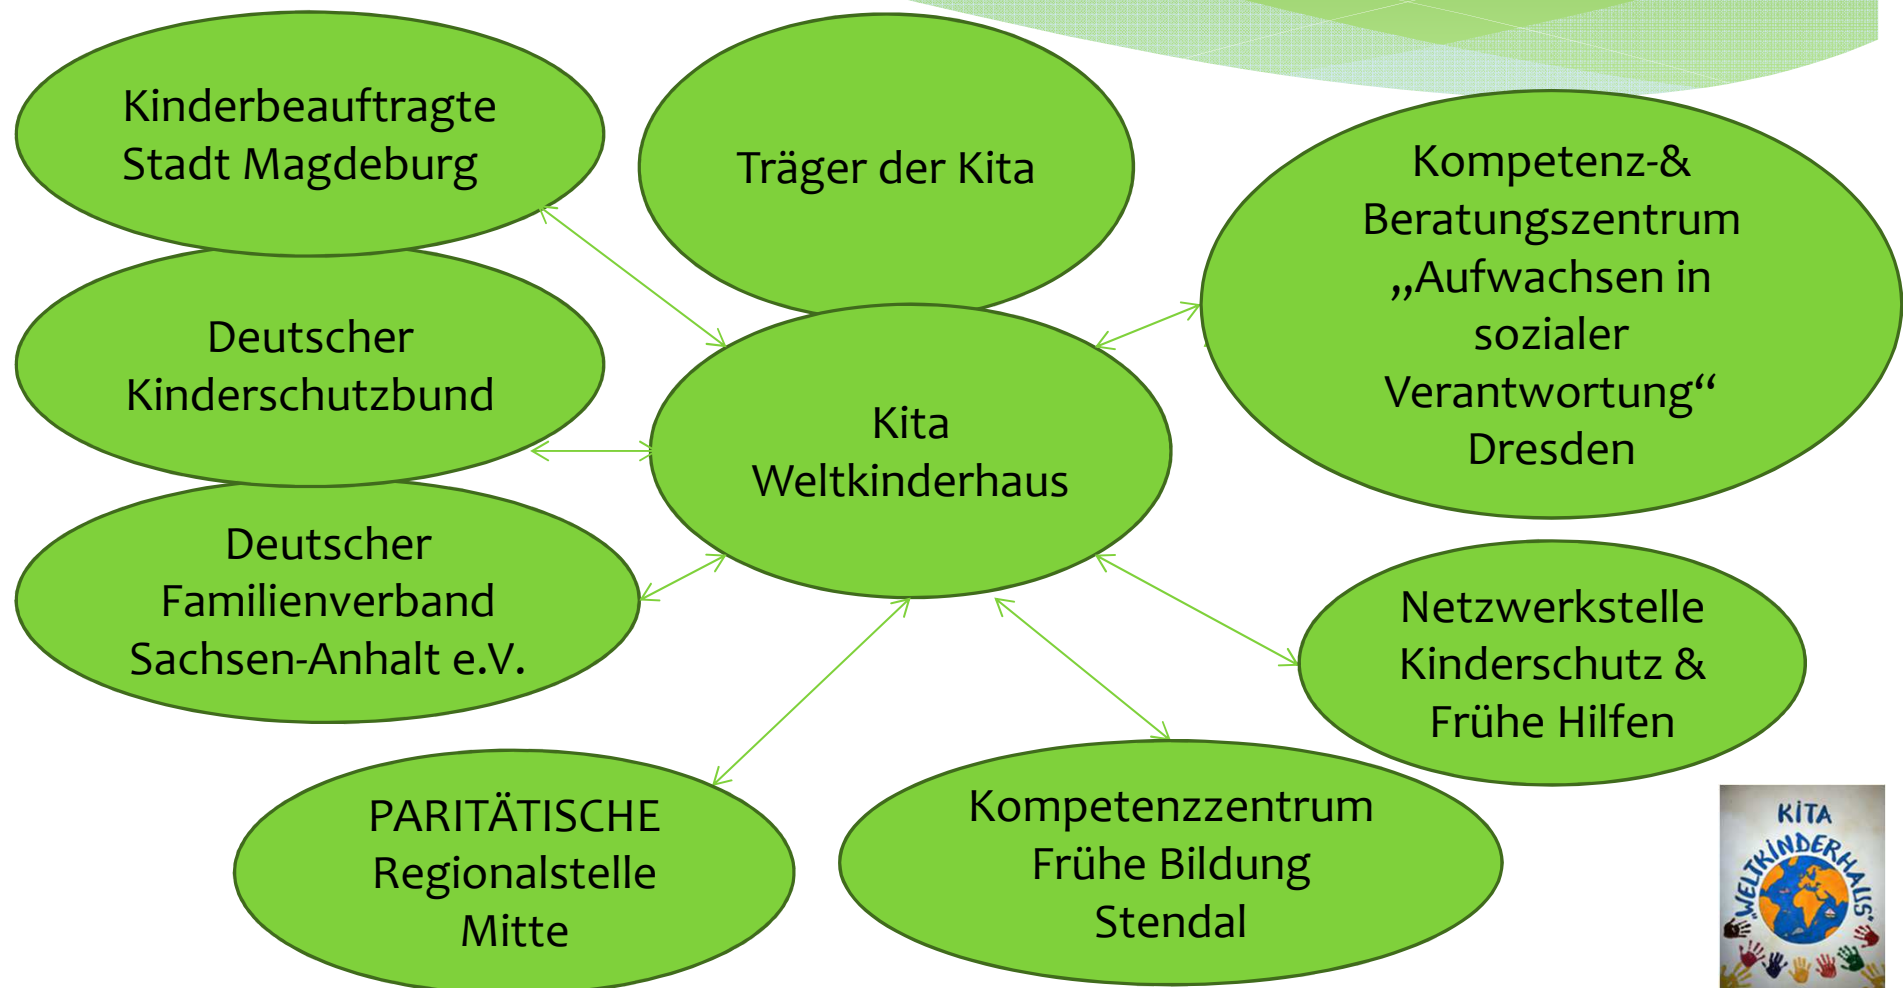 Kinderbeauftragte
Stadt Magdeburg
Träger der Kita
Kompetenz-&
Beratungszentrum
„Aufwachsen in
sozialer
Verantwortung“
Dresden
Deutscher
Kinderschutzbund
Kita
Weltkinderhaus
Deutscher
Familienverband
Sachsen-Anhalt e.V.
Netzwerkstelle
Kinderschutz &
Frühe Hilfen
PARITÄTISCHE
Regionalstelle
Mitte
Kompetenzzentrum
Frühe Bildung
Stendal
KiTA
"WELTKINDERHAUS"